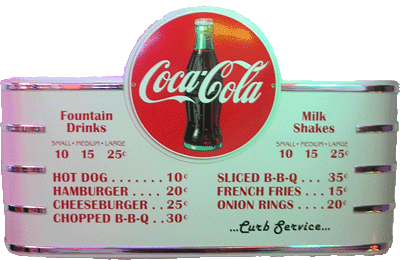 Coca-Cola
Fountain
Drinks
SMALL • MEDIUM • LARGE
10 15 25¢
Milk
Shakes
SMALL • MEDIUM • LARGE
10 15 25¢
HOT DOG . . . . . . . 10¢
HAMBURGER . . . . 20¢
CHEESEBURGER . . 25¢
CHOPPED B-B-Q . . 30¢
SLICED B-B-Q . . . 35¢
FRENCH FRIES . . . 15¢
ONION RINGS . . . . 20¢
...Curb Service...